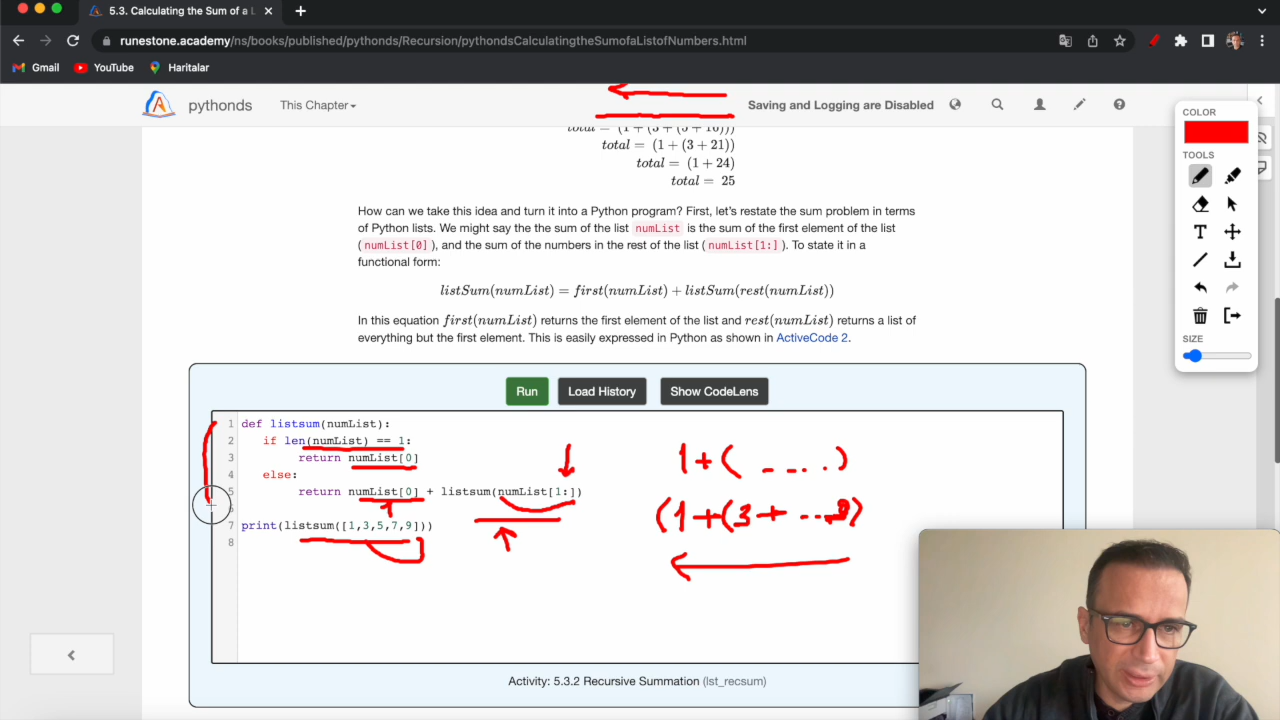 5.3. Calculating the Sum of a L
runestone.academy/ns/books/published/pythonds/Recursion/pythondsCalculatingtheSumofaListofNumbers.html
Gmail YouTube Haritalar
pythonds This Chapter Saving and Logging are Disabled
total = (1 + (3 + (5 + 16)))
total = (1 + (3 + 21))
total = (1 + 24)
total = 25
How can we take this idea and turn it into a Python program? First, let's restate the sum problem in terms
of Python lists. We might say the the sum of the list numList is the sum of the first element of the list
(numList[0]), and the sum of the numbers in the rest of the list (numList[1:]). To state it in a
functional form:
listSum(numList) = first(numList) + listSum(rest(numList))
In this equation first(numList) returns the first element of the list and rest(numList) returns a list of
everything but the first element. This is easily expressed in Python as shown in ActiveCode 2.
Run Load History Show CodeLens
1 def listsum(numList):
2 if len(numList) == 1:
3 return numList[0]
4 else:
5 return numList[0] + listsum(numList[1:])
7 print(listsum([1,3,5,7,9]))
8
1 + ( - - . . )
(1 + (3 + ... 9)
1
Activity: 5.3.2 Recursive Summation (lst_recsum)
COLOR
TOOLS
T
SIZE